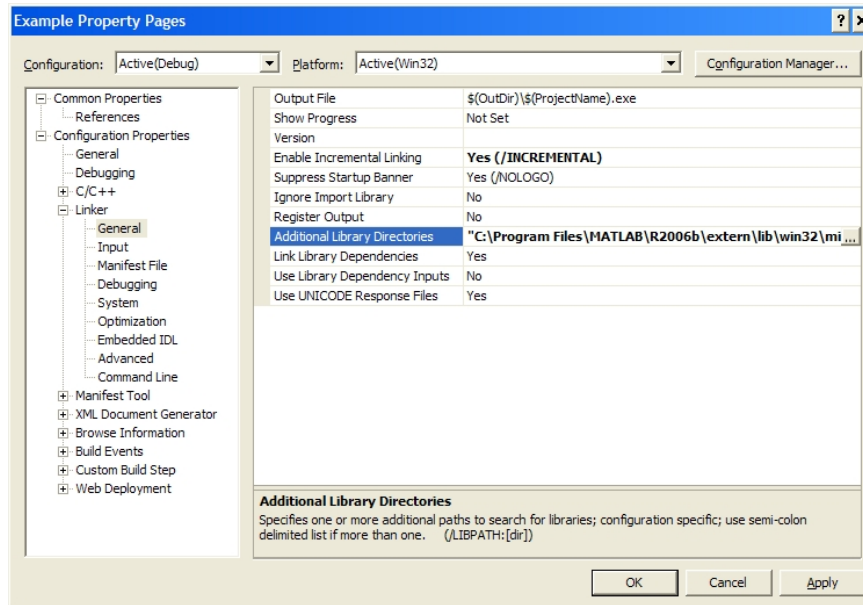 Example Property Pages
Configuration: Active(Debug) Platform: Active(Win32) Configuration Manager...
Common Properties
References
Configuration Properties
General
Debugging
C/C++
Linker
General
Input
Manifest File
Debugging
System
Optimization
Embedded IDL
Advanced
Command Line
Manifest Tool
XML Document Generator
Browse Information
Build Events
Custom Build Step
Web Deployment
Output File $(OutDir)\$(ProjectName).exe
Show Progress Not Set
Version
Enable Incremental Linking Yes (/INCREMENTAL)
Suppress Startup Banner Yes (/NOLOGO)
Ignore Import Library No
Register Output No
Additional Library Directories "C:\Program Files\MATLAB\R2006b\extern\lib\win32\mi ...
Link Library Dependencies Yes
Use Library Dependency Inputs No
Use UNICODE Response Files Yes
Additional Library Directories
Specifies one or more additional paths to search for libraries; configuration specific; use semi-colon
delimited list if more than one. (/LIBPATH:[dir])
OK Cancel Apply